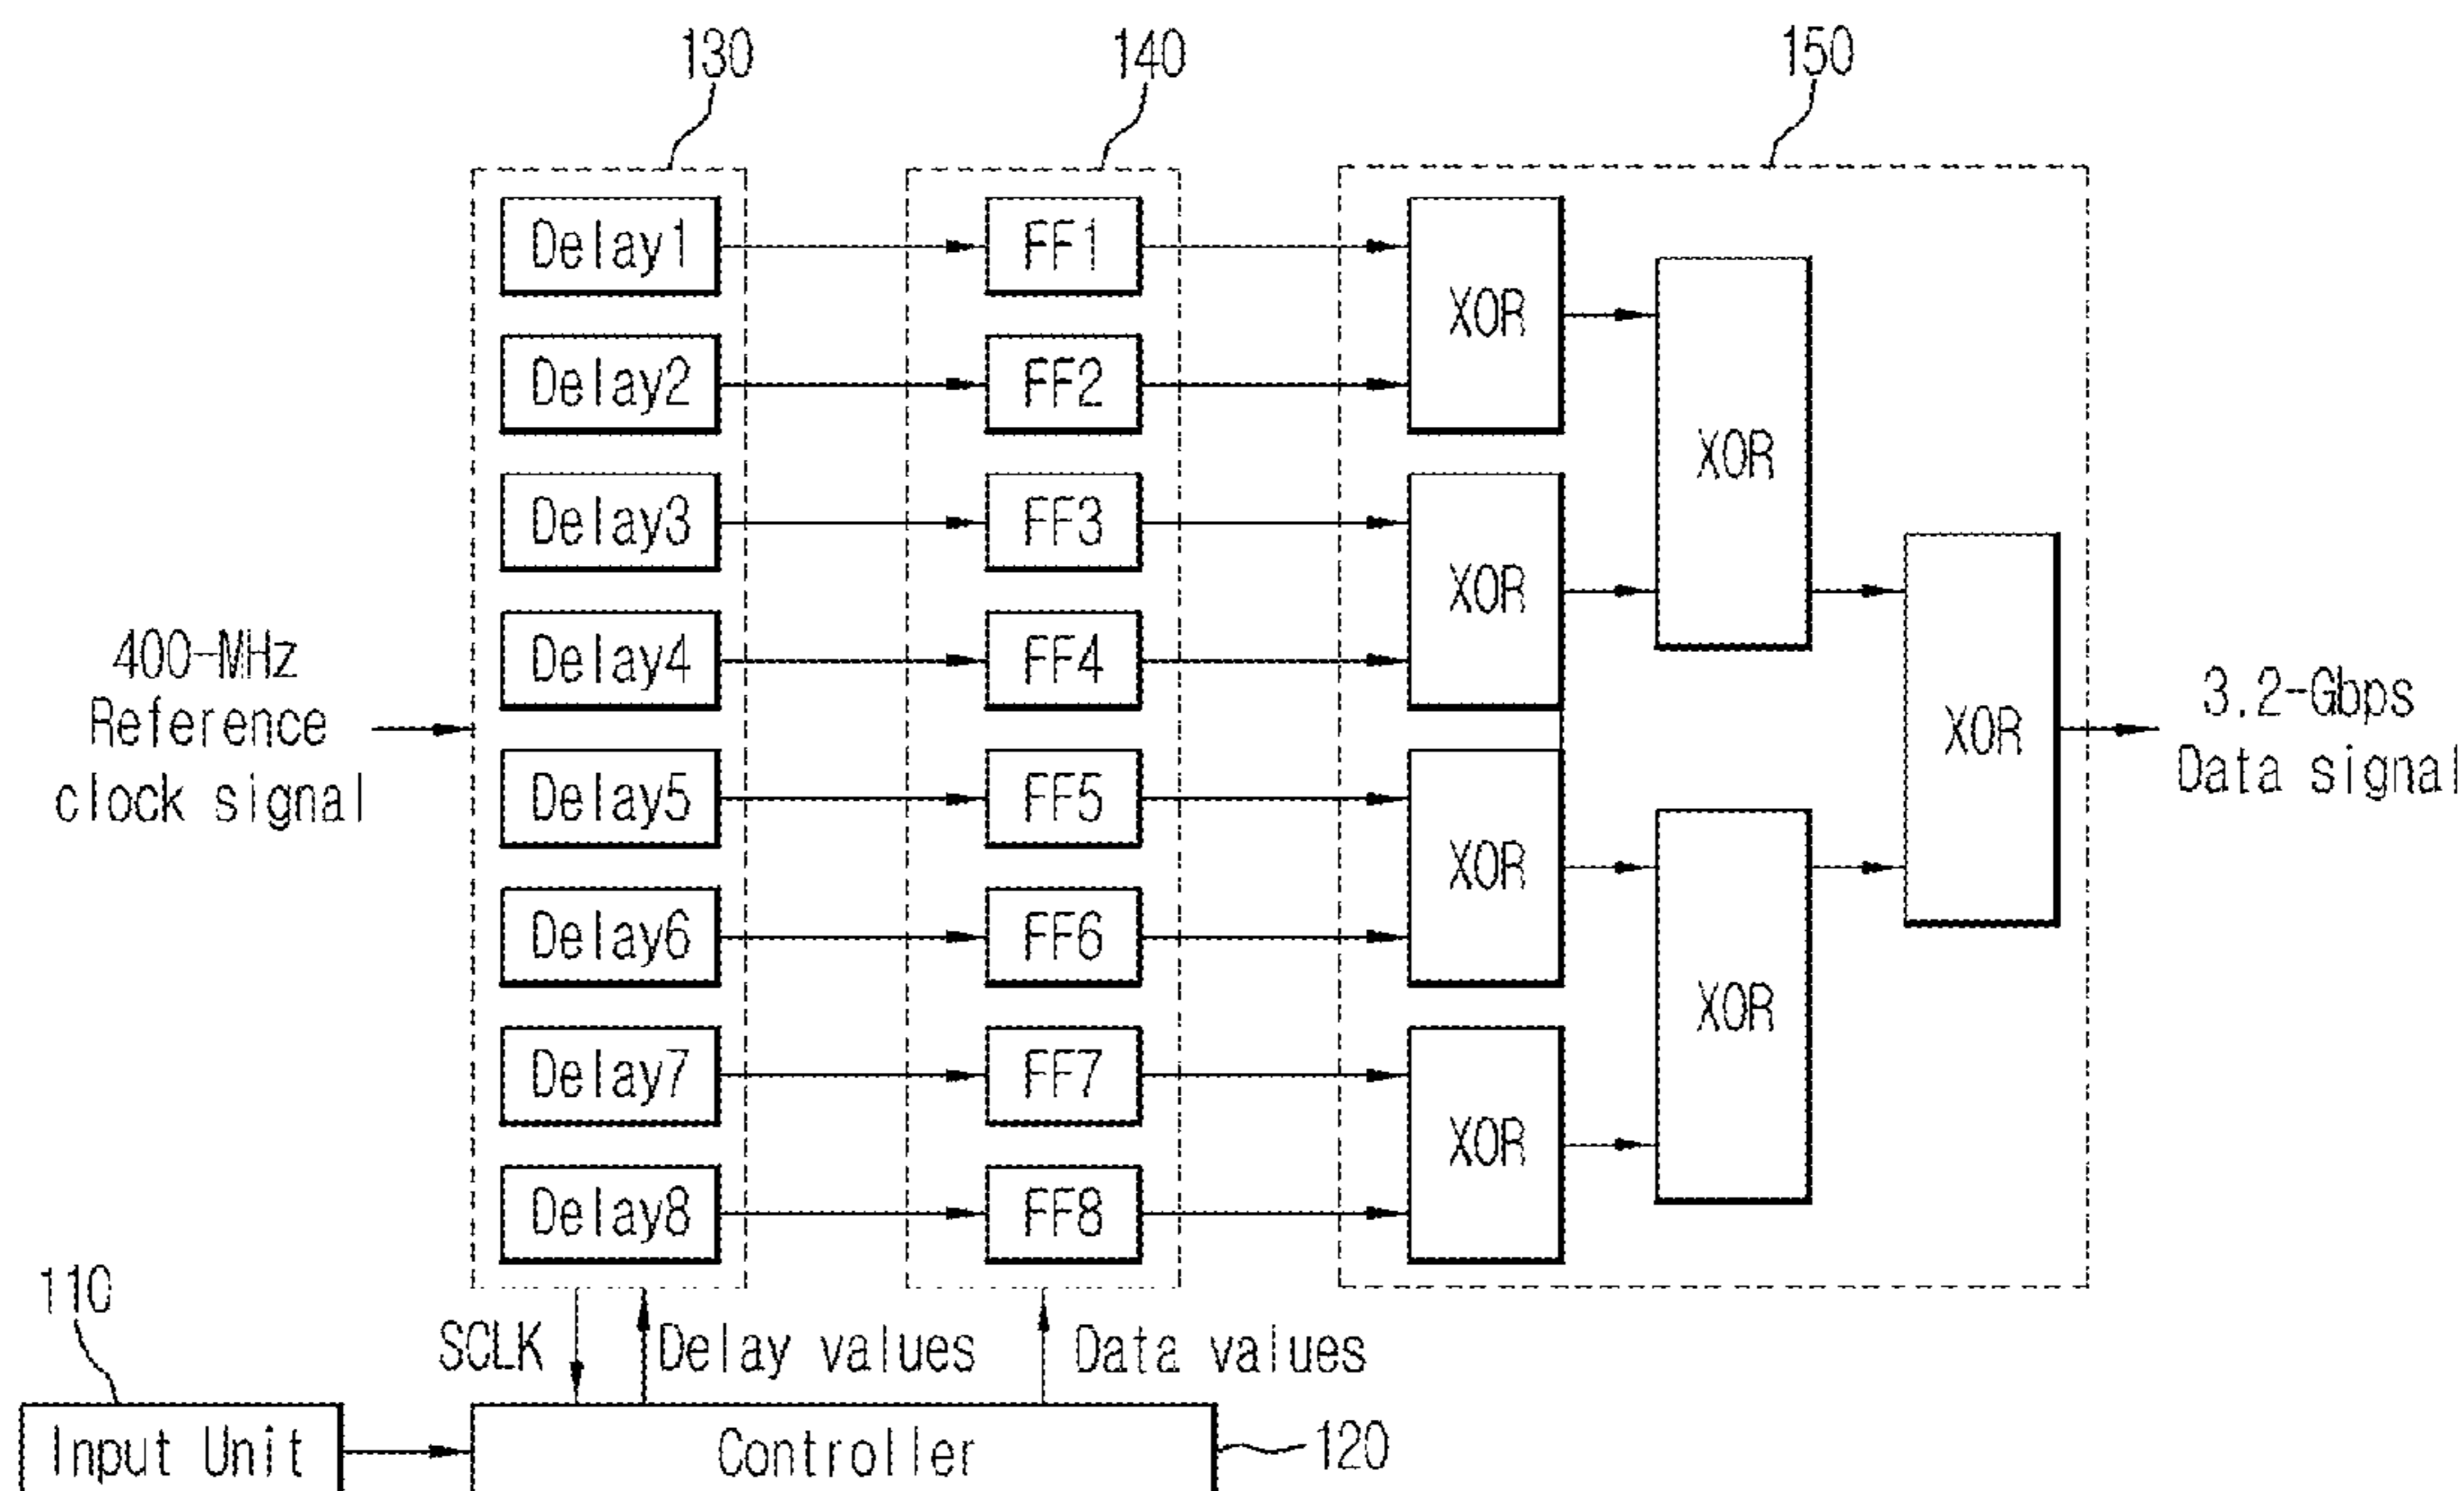 130
140
150
Delay1
FF1
XOR
Delay2
FF2
XOR
Delay3
FF3
XOR
Delay4
FF4
400-MHz
Reference
clock signal
XOR
3.2-Gbps
Data signal
Delay5
FF5
XOR
Delay6
FF6
XOR
Delay7
FF7
XOR
Delay8
FF8
110
SCLK
Delay values
Data values
Input Unit
Controller
120